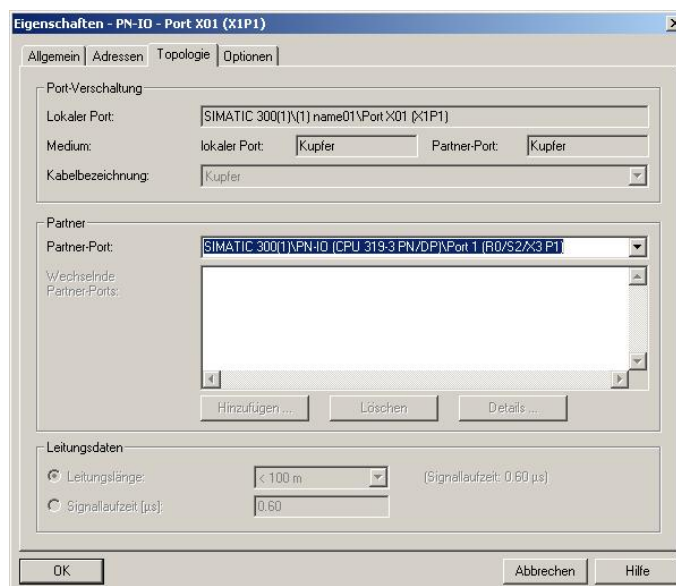 Eigenschaften - PN-IO - Port X01 (X1P1)
Allgemein Adressen Topologie Optionen
Port-Verschaltung
Lokaler Port: SIMATIC 300(1)\(1) name01\Port X01 (X1P1)
Medium: lokaler Port: Kupfer Partner-Port: Kupfer
Kabelbezeichnung: Kupfer
Partner
Partner-Port: SIMATIC 300(1)\PN-IO (CPU 319-3 PN/DP)\Port 1 (R0/S2/X3 P1)
Wechselnde
Partner-Ports:
Hinzufügen ... Löschen Details ...
Leitungsdaten
Leitungslänge: < 100 m (Signallaufzeit: 0.60 µs)
Signallaufzeit [µs]: 0.60
OK Abbrechen Hilfe